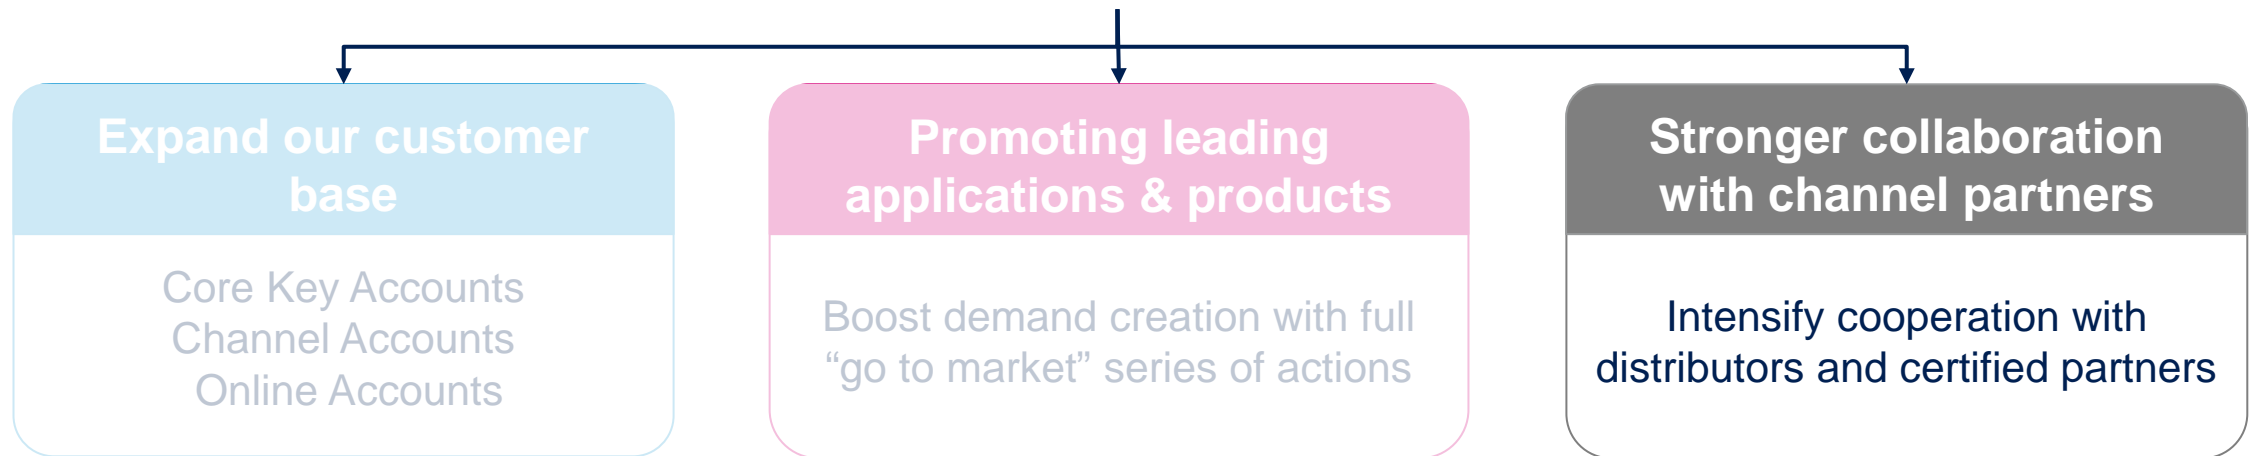 Expand our customer
base
Core Key Accounts
Channel Accounts
Online Accounts
Promoting leading
applications & products
Boost demand creation with full
“go to market” series of actions
Stronger collaboration
with channel partners
Intensify cooperation with
distributors and certified partners